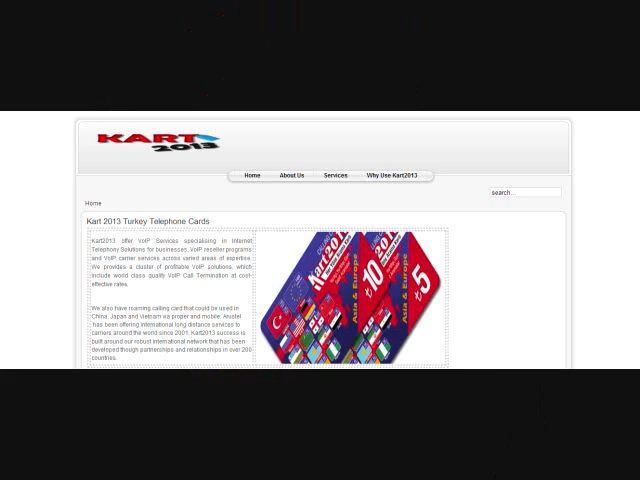 KART
2013
Home About Us Services Why Use Kart2013
search...
Home
Kart 2013 Turkey Telephone Cards
Kart2013 offer VoIP Services specialising in Internet
Telephony Solutions for businesses, VoIP reseller programs
and VoIP carrier services across varied areas of expertise.
We provides a cluster of profitable VoIP solutions, which
include world class quality VoIP Call Termination at cost-
effective rates.
We also have roaming calling card that could be used in
China, Japan and Vietnam via proper and mobile. Arustel
has been offering international long distance services to
carriers around the world since 2001. Kart2013 success is
built around our robust international network that has been
developed though partnerships and relationships in over 200
countries.
Kart2013
Asia & Europe
₺10
Asia & Europe
₺5